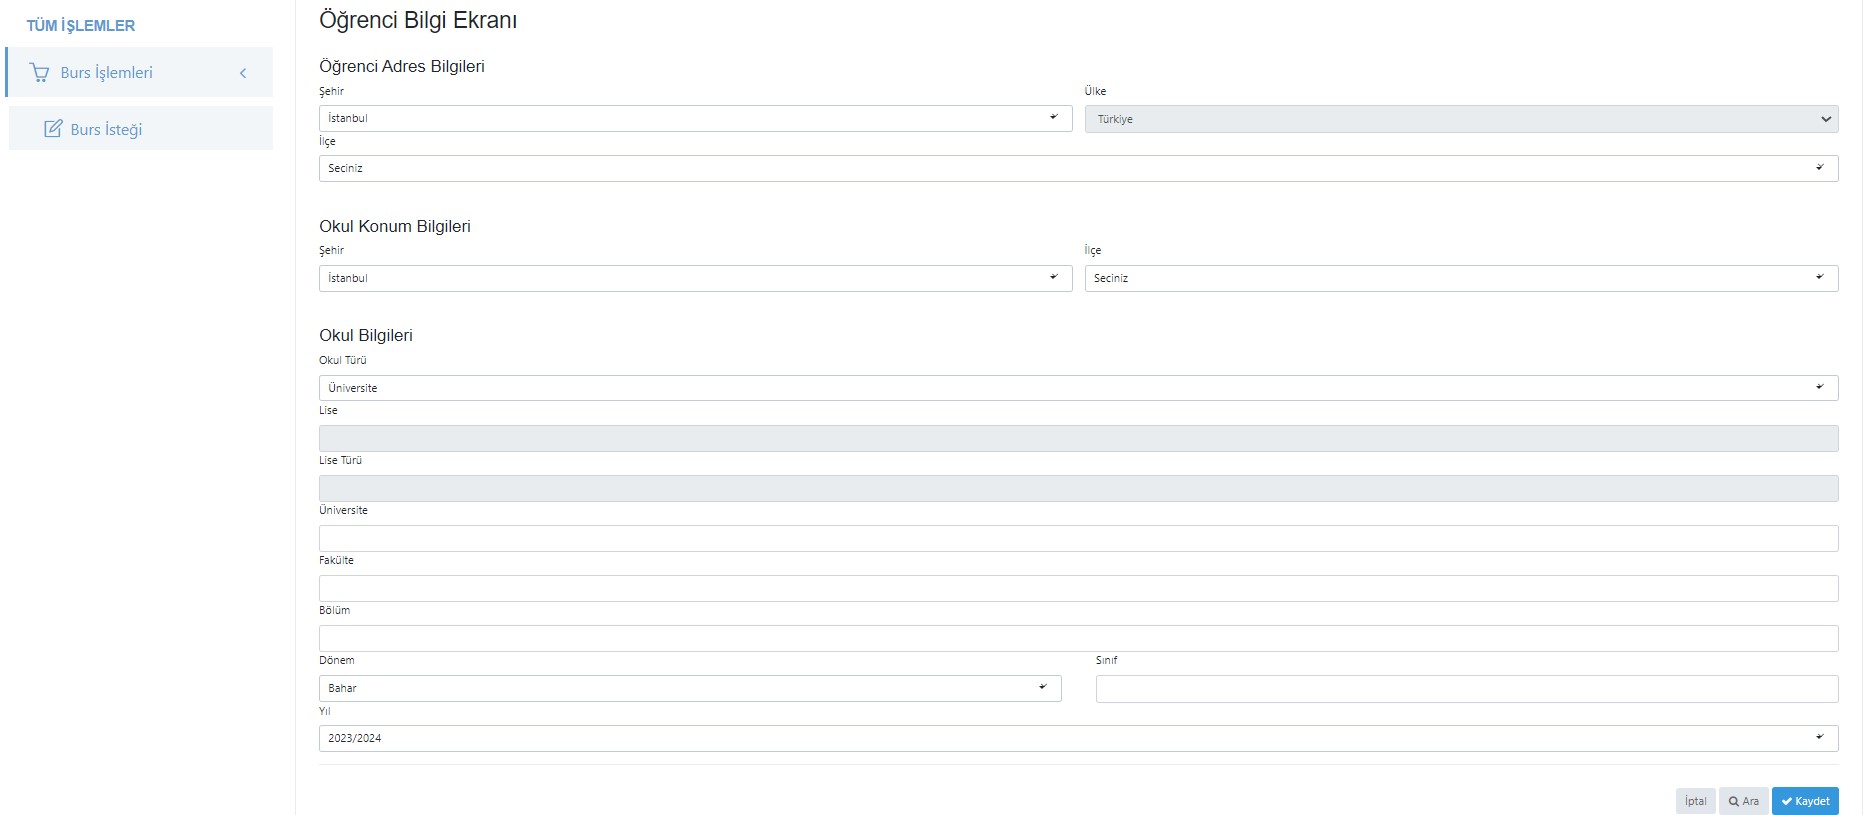 TÜM İŞLEMLER
Burs İşlemleri
Burs İsteği
Öğrenci Bilgi Ekranı
Öğrenci Adres Bilgileri
Şehir
Ülke
İstanbul
Türkiye
İlçe
Seciniz
Okul Konum Bilgileri
Şehir
İlçe
İstanbul
Seciniz
Okul Bilgileri
Okul Türü
Üniversite
Lise
Lise Türü
Üniversite
Fakülte
Bölüm
Dönem
Sınıf
Bahar
Yıl
2023/2024
İptal
Ara
Kaydet